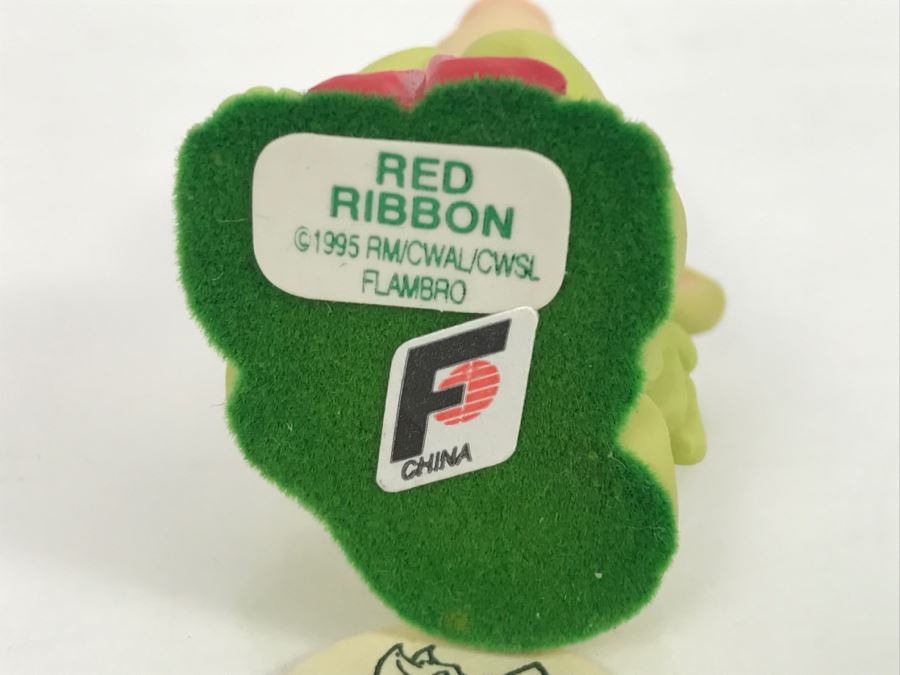 RED
RIBBON
©1995 RM/CWAL/CWSL
FLAMBRO
F
CHINA